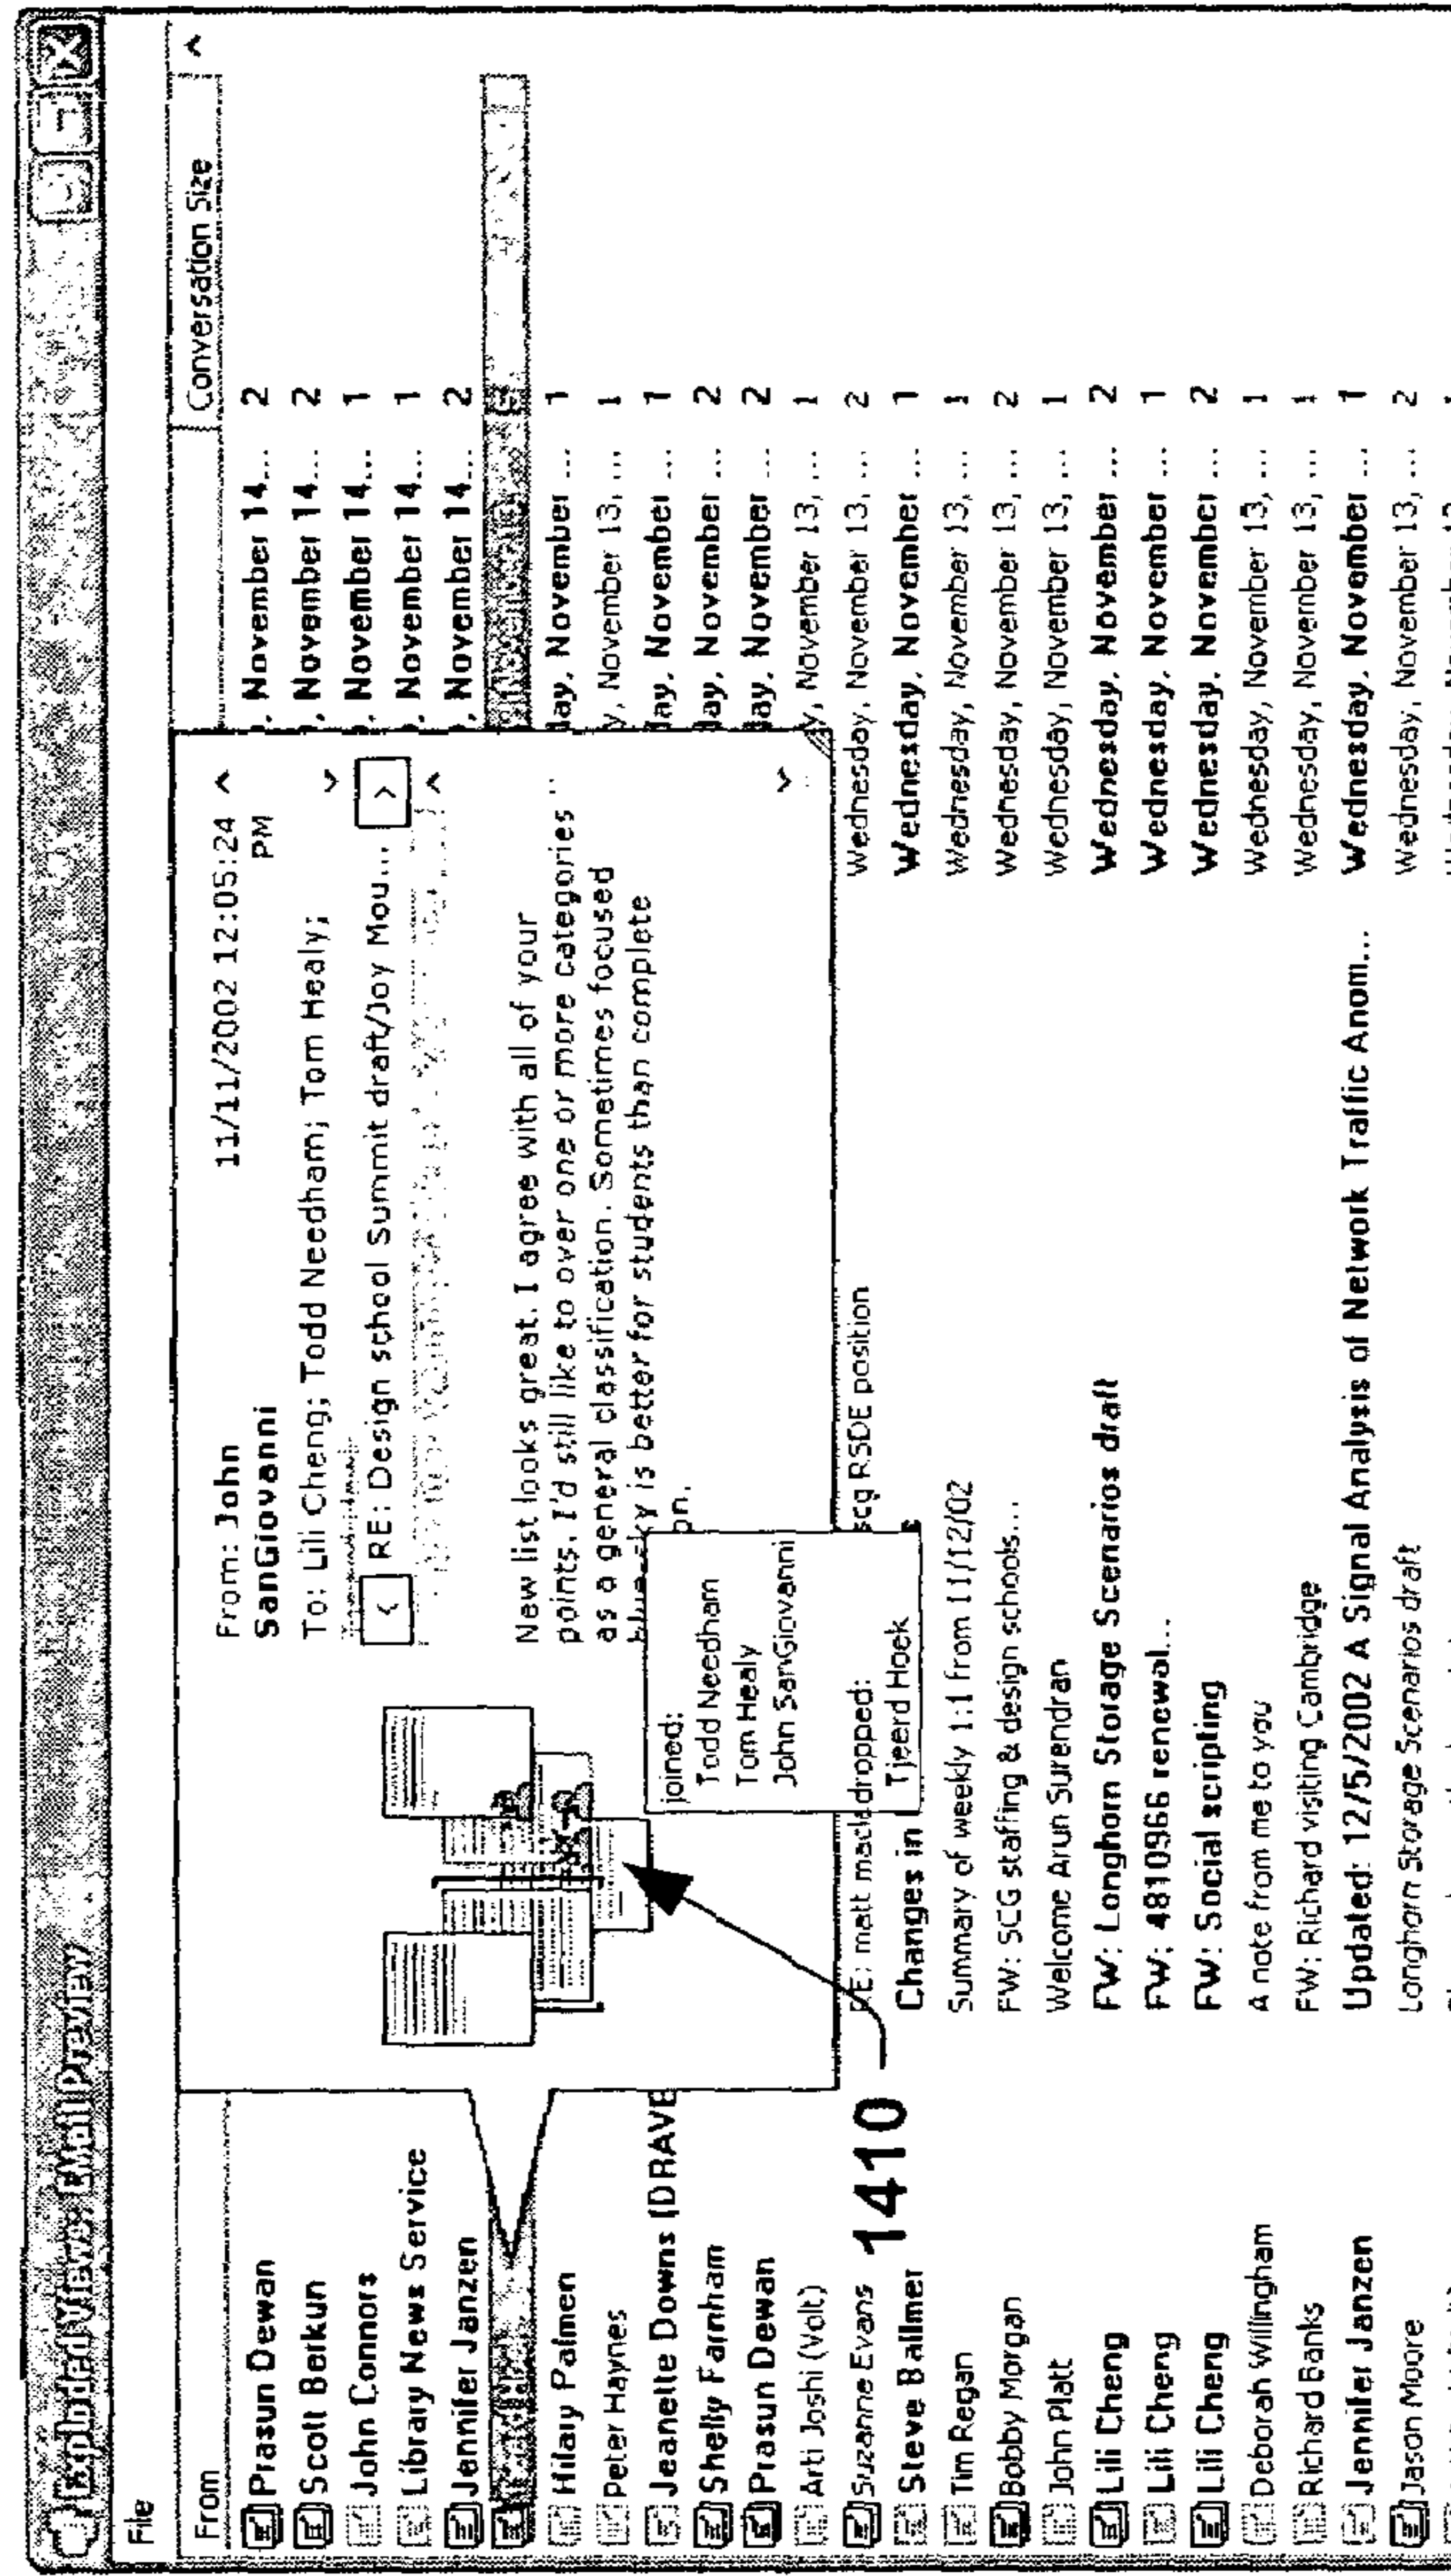 Exploded View: EMail Preview
File
From
Conversation Size
Prasun Dewan , November 14... 2
Scott Berkun , November 14... 2
John Connors , November 14... 1
Library News Service , November 14... 1
Jennifer Janzen , November 14... 2
Hilary Palmen day, November ... 1
Peter Haynes y, November 13, ... 1
Jeanette Downs (DRAVE day, November ... 1
Shelly Farnham day, November ... 2
Prasun Dewan day, November ... 2
Arti Joshi (Volt) y, November 13, ... 1
Suzanne Evans RE: matt macla scg RSDE position Wednesday, November 13, ... 2
Steve Ballmer Changes in Wednesday, November ... 1
Tim Regan Summary of weekly 1:1 from 11/12/02 Wednesday, November 13, ... 1
Bobby Morgan FW: SCG staffing & design schools... Wednesday, November 13, ... 2
John Platt Welcome Arun Surendran Wednesday, November 13, ... 1
Lili Cheng FW: Longhorn Storage Scenarios draft Wednesday, November ... 2
Lili Cheng FW: 4810966 renewal... Wednesday, November ... 1
Lili Cheng FW: Social scripting Wednesday, November ... 2
Deborah Willingham A note from me to you Wednesday, November 13, ... 1
Richard Banks FW: Richard visiting Cambridge Wednesday, November 13, ... 1
Jennifer Janzen Updated: 12/5/2002 A Signal Analysis of Network Traffic Anom... Wednesday, November ... 1
Jason Moore Longhorn Storage Scenarios draft Wednesday, November 13, ... 2
From: John SanGiovanni
11/11/2002 12:05:24 PM
To: Lili Cheng; Todd Needham; Tom Healy;
< RE: Design school Summit draft/Joy Mou... >
New list looks great. I agree with all of your
points. I'd still like to over one or more categories
as a general classification. Sometimes focused
is better for students than complete
on.
joined:
Todd Needham
Tom Healy
John SanGiovanni
dropped:
Tjeerd Hoek
1410